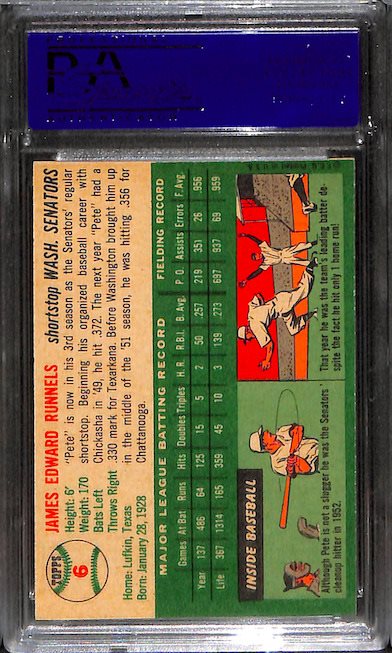 PSA
TOPPS
6
JAMES EDWARD RUNNELS
shortstop WASH. SENATORS
Height: 6'
Weight: 170
Bats Left
Throws Right
Home: Lufkin, Texas
Born: January 28, 1928
"Pete" is now in his 3rd season as the Senators' regular
shortstop. Beginning his organized baseball career with
Chickasha in '49, he hit .372. The next year "Pete" had a
.330 mark for Texarkana. Before Washington brought him up
in the middle of the '51 season, he was hitting .356 for
Chattanooga.
MAJOR LEAGUE BATTING RECORD FIELDING RECORD
Games At Bat Runs Hits Doubles Triples H. R. R.B.I. B. Avg. P. O. Assists Errors F. Avg.
Year 137 486 64 125 15 5 2 50 .257 219 351 26 .956
Life 367 1314 165 359 45 10 3 139 .273 697 937 69 .959
INSIDE BASEBALL
Although Pete is not a slugger he was the Senators'
cleanup hitter in 1952.
That year he was the team's leading batter de-
spite the fact he hit only 1 home run!